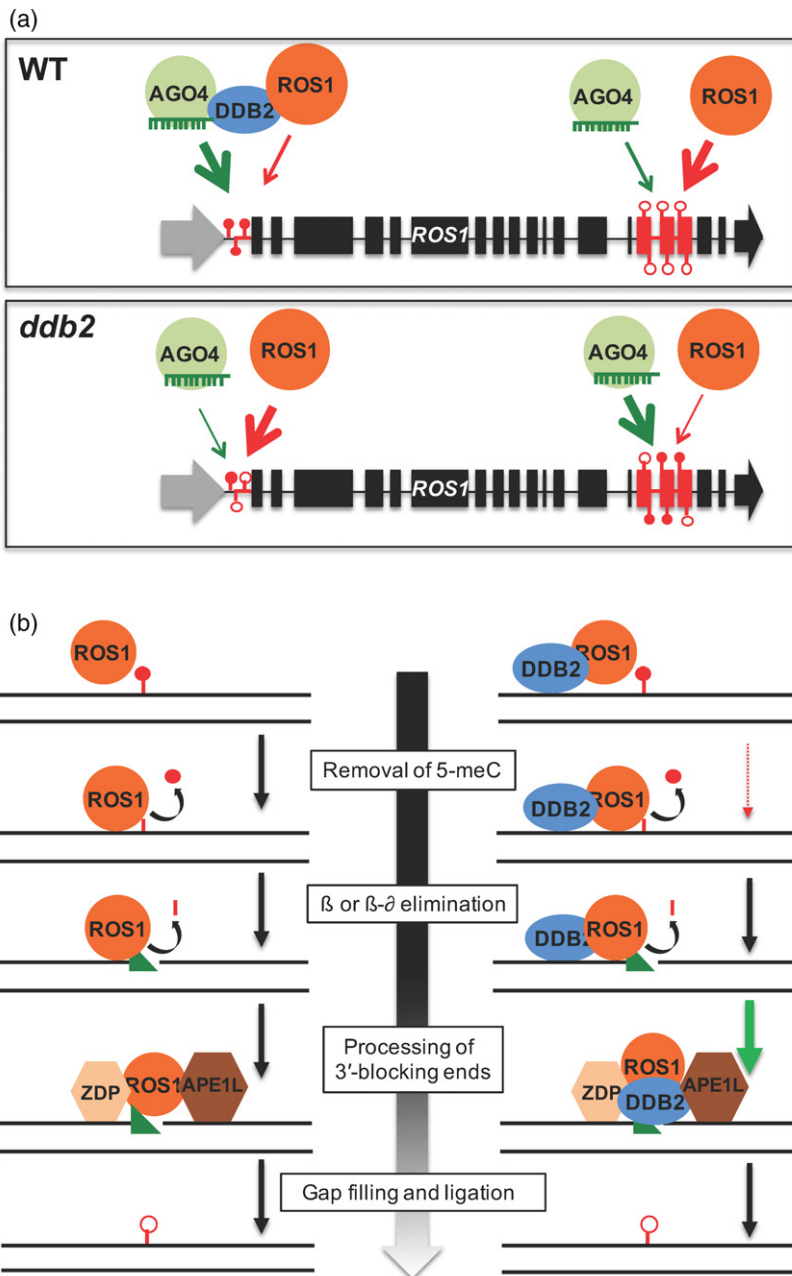 (a)
WT
AGO4
DDB2
ROS1
AGO4
ROS1
ROS1
ddb2
AGO4
ROS1
AGO4
ROS1
ROS1
(b)
ROS1
DDB2
ROS1
Removal of 5-meC
ROS1
DDB2
ROS1
ß or ß-∂ elimination
ROS1
DDB2
ROS1
Processing of
3′-blocking ends
ZDP
ROS1
APE1L
ZDP
ROS1
DDB2
APE1L
Gap filling and ligation